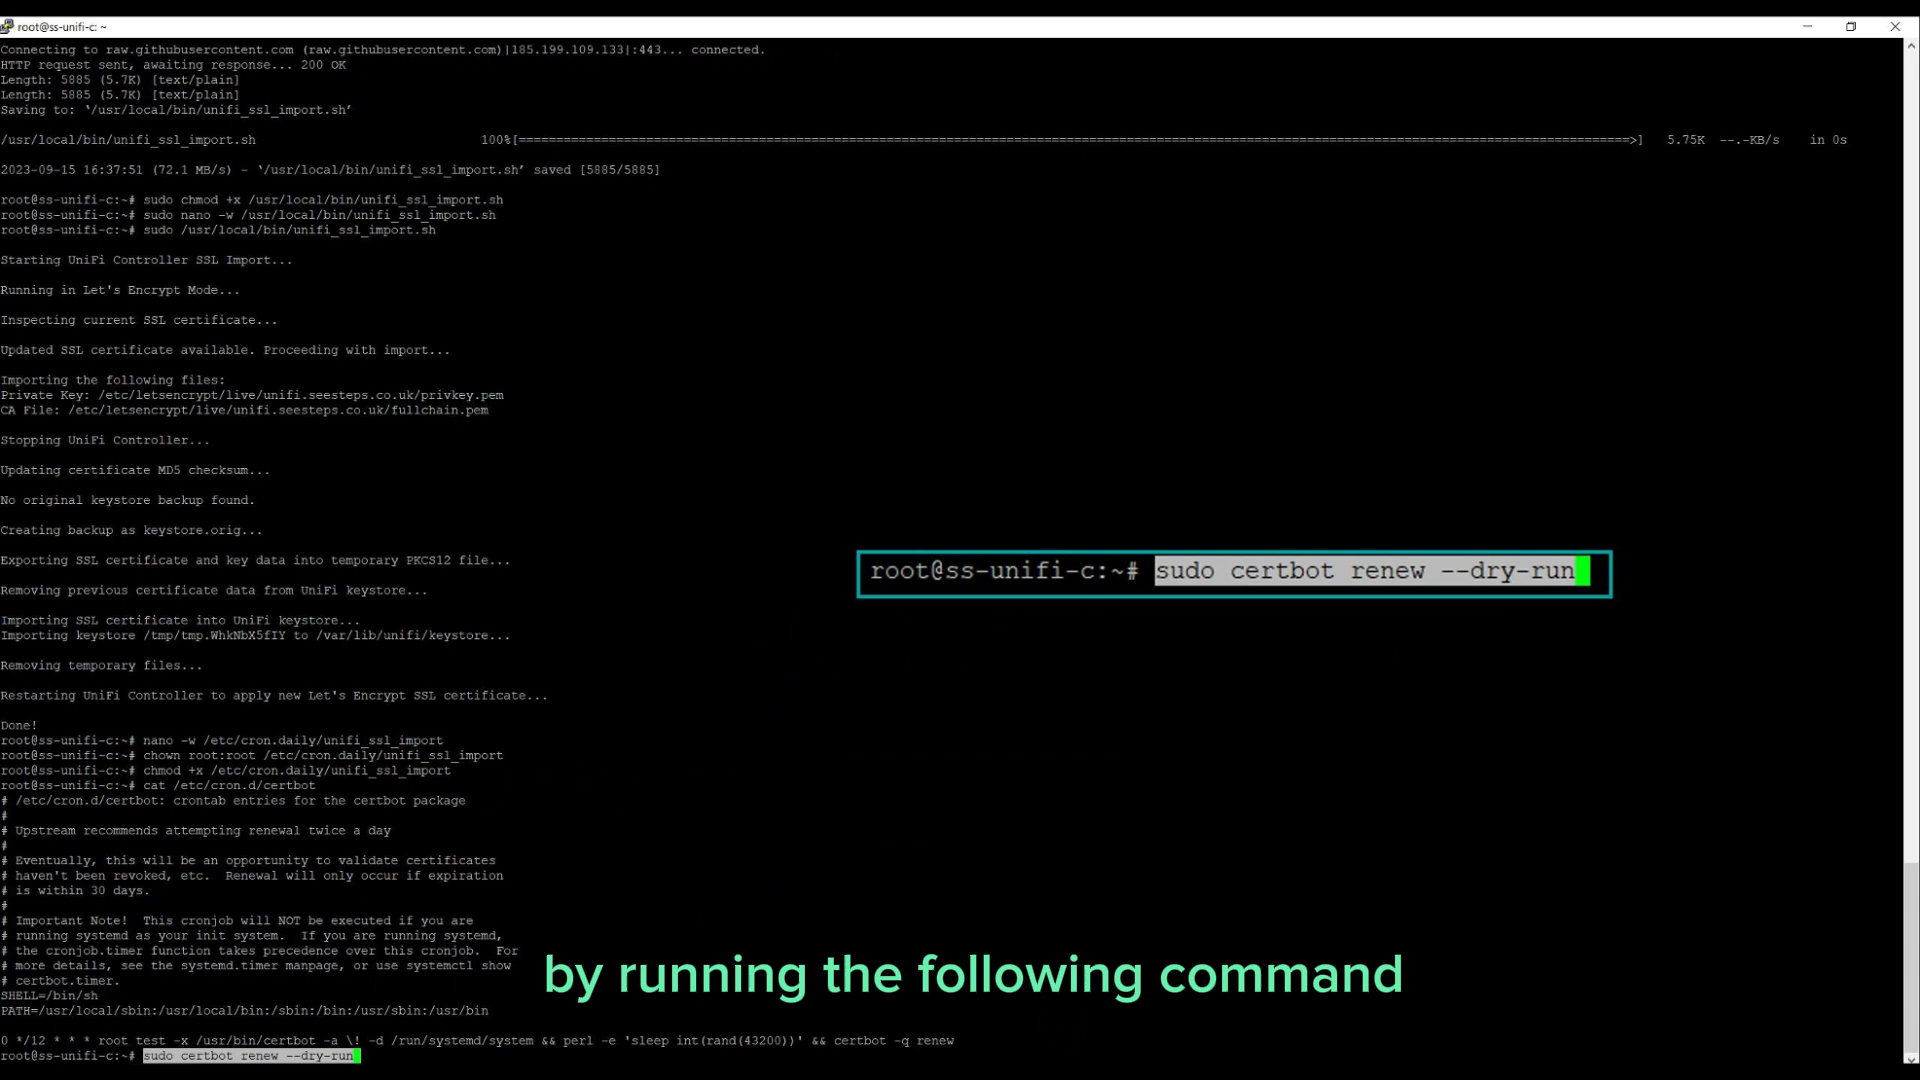 root@ss-unifi-c: ~
Connecting to raw.githubusercontent.com (raw.githubusercontent.com)|185.199.109.133|:443... connected.
HTTP request sent, awaiting response... 200 OK
Length: 5885 (5.7K) [text/plain]
Length: 5885 (5.7K) [text/plain]
Saving to: ‘/usr/local/bin/unifi_ssl_import.sh’
/usr/local/bin/unifi_ssl_import.sh 100%[===================================================================================================================================================>] 5.75K --.-KB/s in 0s
2023-09-15 16:37:51 (72.1 MB/s) - ‘/usr/local/bin/unifi_ssl_import.sh’ saved [5885/5885]
root@ss-unifi-c:~# sudo chmod +x /usr/local/bin/unifi_ssl_import.sh
root@ss-unifi-c:~# sudo nano -w /usr/local/bin/unifi_ssl_import.sh
root@ss-unifi-c:~# sudo /usr/local/bin/unifi_ssl_import.sh
Starting UniFi Controller SSL Import...
Running in Let's Encrypt Mode...
Inspecting current SSL certificate...
Updated SSL certificate available. Proceeding with import...
Importing the following files:
Private Key: /etc/letsencrypt/live/unifi.seesteps.co.uk/privkey.pem
CA File: /etc/letsencrypt/live/unifi.seesteps.co.uk/fullchain.pem
Stopping UniFi Controller...
Updating certificate MD5 checksum...
No original keystore backup found.
Creating backup as keystore.orig...
Exporting SSL certificate and key data into temporary PKCS12 file...
root@ss-unifi-c:~# sudo certbot renew --dry-run
Removing previous certificate data from UniFi keystore...
Importing SSL certificate into UniFi keystore...
Importing keystore /tmp/tmp.WhkNbX5fIY to /var/lib/unifi/keystore...
Removing temporary files...
Restarting UniFi Controller to apply new Let's Encrypt SSL certificate...
Done!
root@ss-unifi-c:~# nano -w /etc/cron.daily/unifi_ssl_import
root@ss-unifi-c:~# chown root:root /etc/cron.daily/unifi_ssl_import
root@ss-unifi-c:~# chmod +x /etc/cron.daily/unifi_ssl_import
root@ss-unifi-c:~# cat /etc/cron.d/certbot
# /etc/cron.d/certbot: crontab entries for the certbot package
#
# Upstream recommends attempting renewal twice a day
#
# Eventually, this will be an opportunity to validate certificates
# haven't been revoked, etc. Renewal will only occur if expiration
# is within 30 days.
#
# Important Note! This cronjob will NOT be executed if you are
# running systemd as your init system. If you are running systemd,
# the cronjob.timer function takes precedence over this cronjob. For
# more details, see the systemd.timer manpage, or use systemctl show
# certbot.timer.
by running the following command
SHELL=/bin/sh
PATH=/usr/local/sbin:/usr/local/bin:/sbin:/bin:/usr/sbin:/usr/bin
0 */12 * * * root test -x /usr/bin/certbot -a \! -d /run/systemd/system && perl -e 'sleep int(rand(43200))' && certbot -q renew
root@ss-unifi-c:~# sudo certbot renew --dry-run